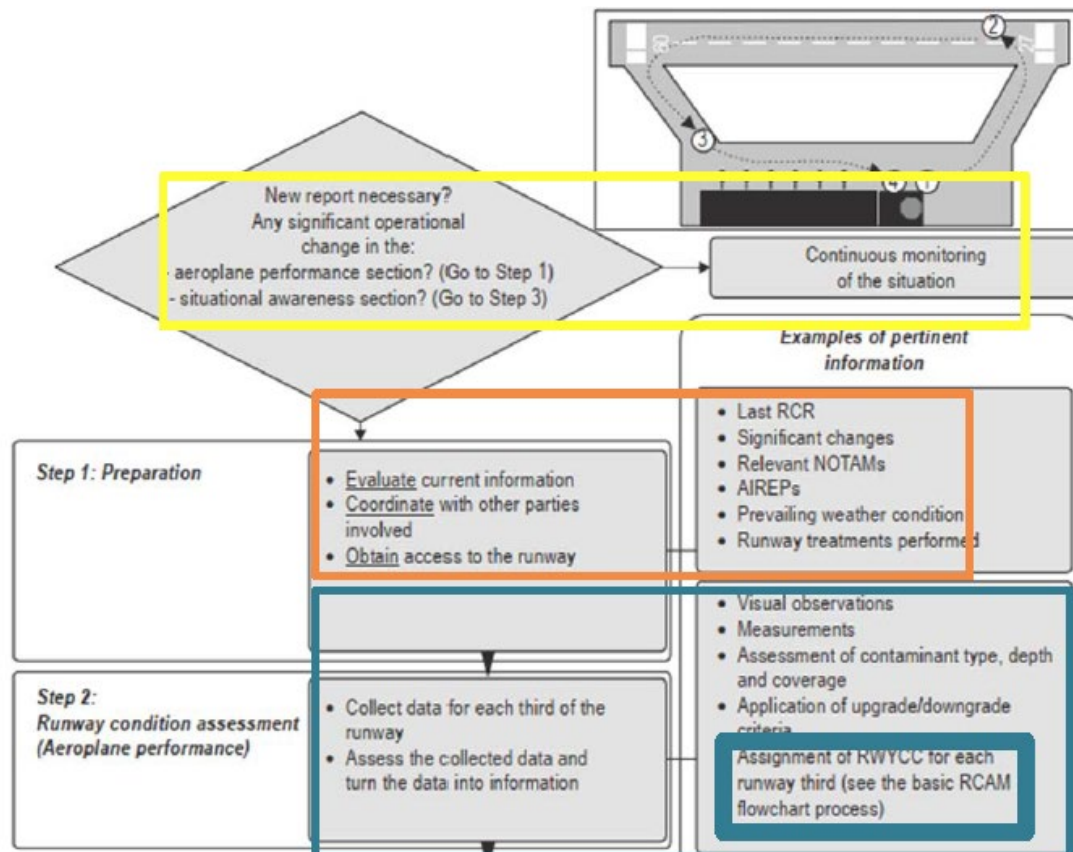 80
27
2
3
4
1
New report necessary?
Any significant operational
change in the:
- aeroplane performance section? (Go to Step 1)
- situational awareness section? (Go to Step 3)
Continuous monitoring
of the situation
Examples of pertinent
information
Step 1: Preparation
• Evaluate current information
• Coordinate with other parties
involved
• Obtain access to the runway
• Last RCR
• Significant changes
• Relevant NOTAMs
• AIREPs
• Prevailing weather condition
• Runway treatments performed
Step 2:
Runway condition assessment
(Aeroplane performance)
• Collect data for each third of the
runway
• Assess the collected data and
turn the data into information
• Visual observations
• Measurements
• Assessment of contaminant type, depth
and coverage
• Application of upgrade/downgrade
criteria
Assignment of RWYCC for each
runway third (see the basic RCAM
flowchart process)